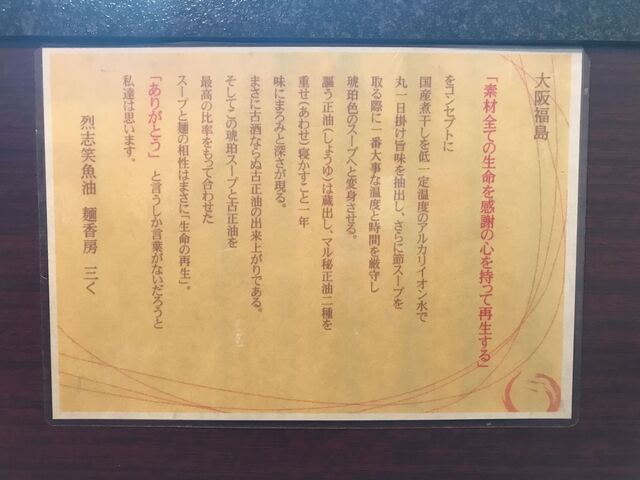 大阪福島
「素材全ての生命を感謝の心を持って再生する」
をコンセプトに
国産煮干しを低一定温度のアルカリイオン水で
丸一日掛け旨味を抽出し、さらに節スープを
取る際に一番大事な温度と時間を厳守し
琥珀色のスープへと変身させる。
謳う正油(しょうゆ)は蔵出し、マル秘正油二種を
重せ(あわせ)寝かすこと一年
味にまろみと深さが現る。
まさに古酒ならぬ古正油の出来上がりである。
そしてこの琥珀スープと古正油を
最高の比率をもって合わせた
スープと麺の相性はまさに「生命の再生」。
「ありがとう」と言うしか言葉がないだろうと
私達は思います。
烈志笑魚油 麺香房 三く